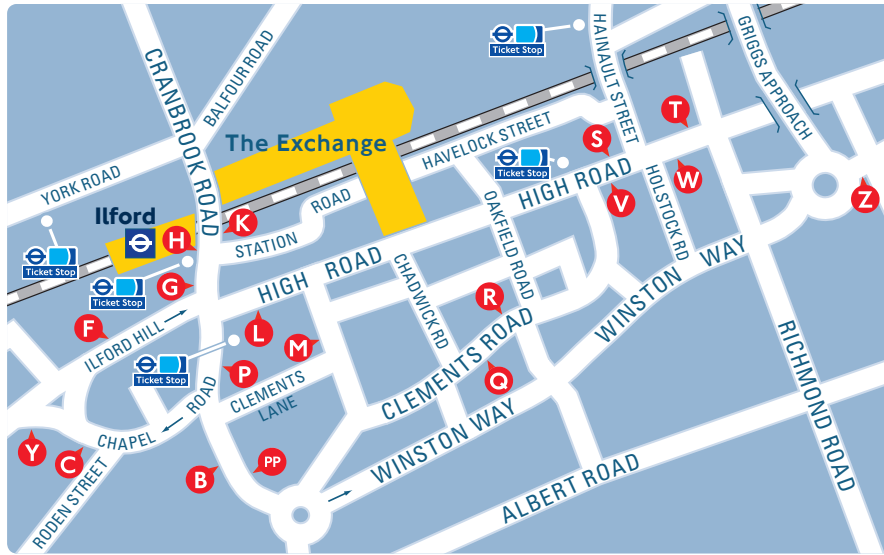 CRANBROOK ROAD
BALFOUR ROAD
Ticket Stop
HAINAULT STREET
GRIGGS APPROACH
The Exchange
HAVELOCK STREET
S
T
Ticket Stop
YORK ROAD
Ilford
H
K
STATION ROAD
HIGH ROAD
OAKFIELD ROAD
V
HOLSTOCK RD
W
Z
Ticket Stop
G
Ticket Stop
HIGH ROAD
CHADWICK RD
R
WINSTON WAY
F
ILFORD HILL
L
M
CLEMENTS ROAD
Ticket Stop
P
Q
RICHMOND ROAD
CLEMENTS
LANE
CHAPEL ROAD
Y
C
B
PP
WINSTON WAY
RODEN STREET
ALBERT ROAD